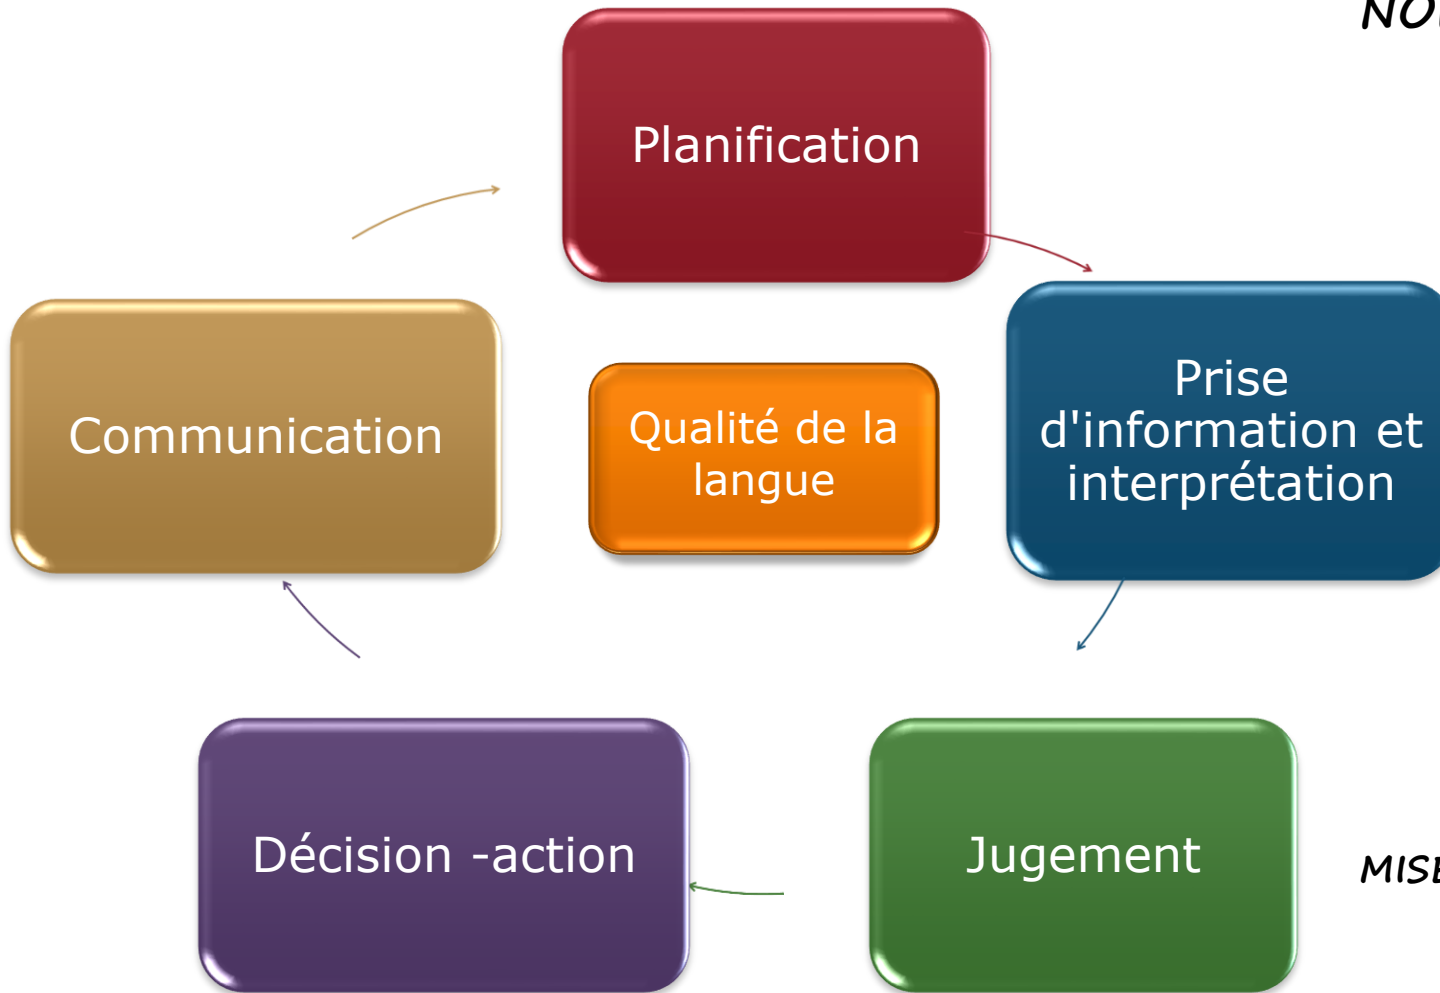 Planification
Communication
Qualité de la
langue
Prise
d'information et
interprétation
Décision -action
Jugement